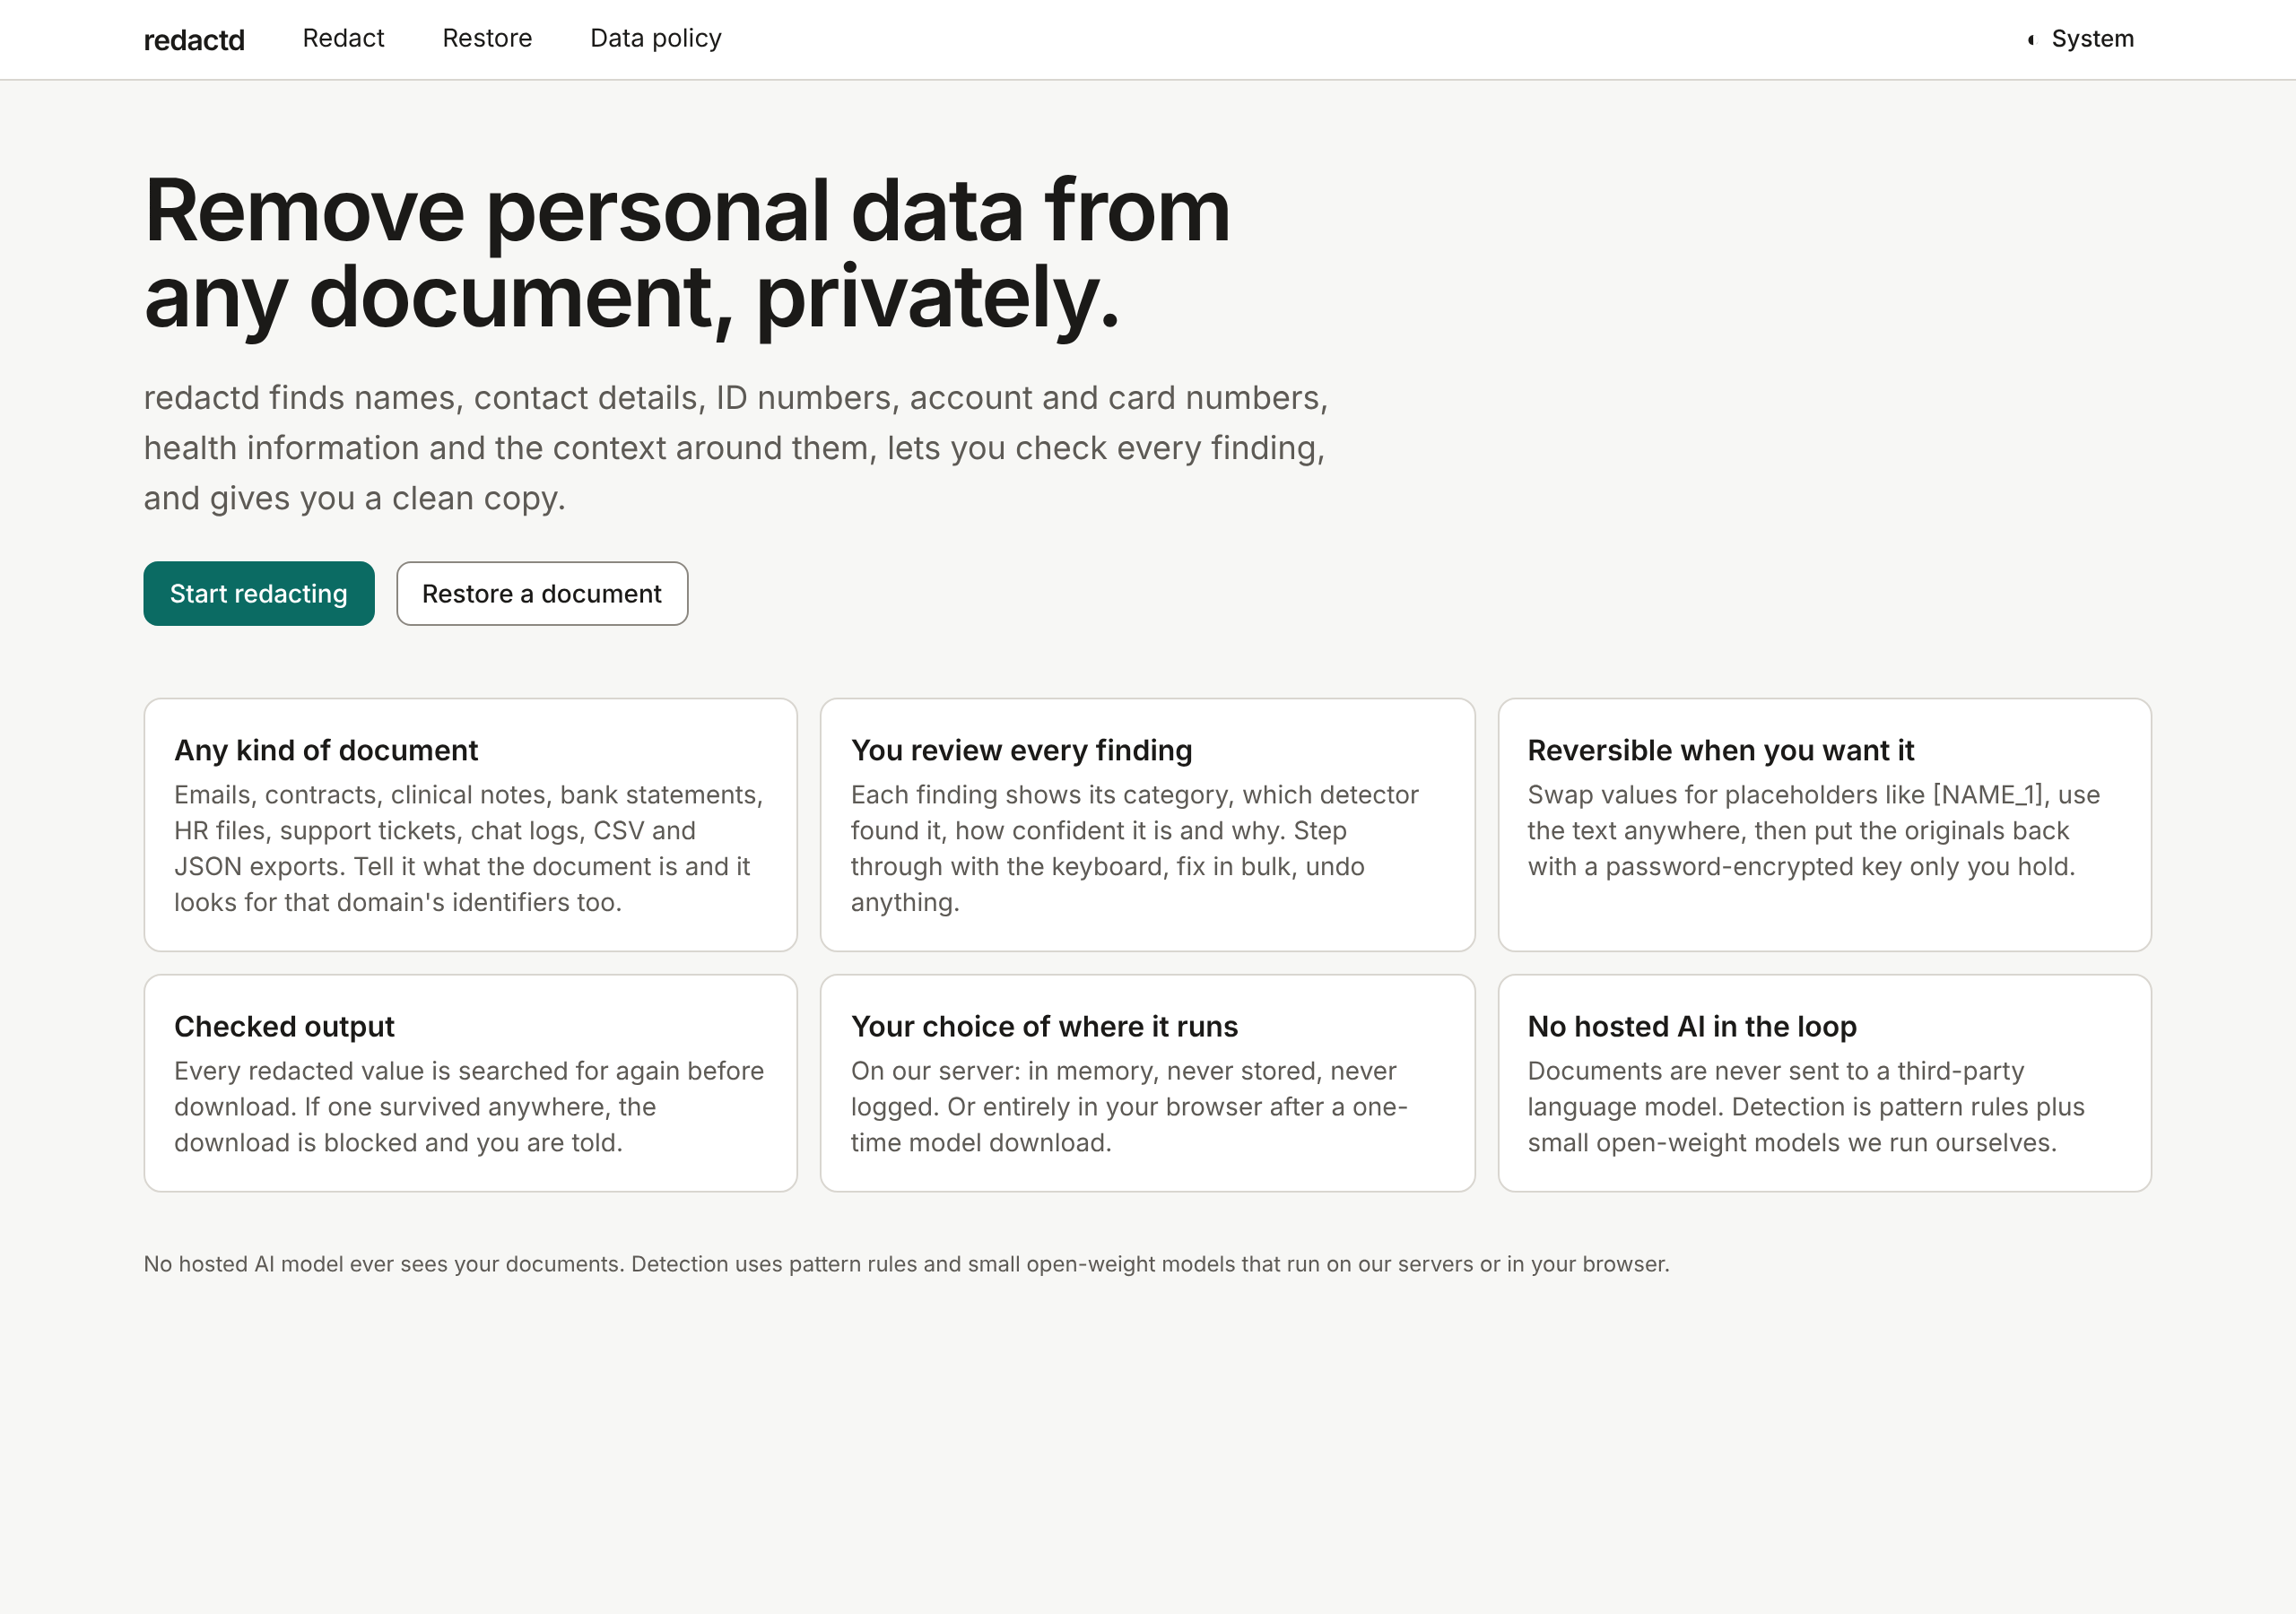 redactd Redact Restore Data policy System
Remove personal data from
any document, privately.
redactd finds names, contact details, ID numbers, account and card numbers,
health information and the context around them, lets you check every finding,
and gives you a clean copy.
Start redacting Restore a document
Any kind of document
Emails, contracts, clinical notes, bank statements,
HR files, support tickets, chat logs, CSV and
JSON exports. Tell it what the document is and it
looks for that domain's identifiers too.
You review every finding
Each finding shows its category, which detector
found it, how confident it is and why. Step
through with the keyboard, fix in bulk, undo
anything.
Reversible when you want it
Swap values for placeholders like [NAME_1], use
the text anywhere, then put the originals back
with a password-encrypted key only you hold.
Checked output
Every redacted value is searched for again before
download. If one survived anywhere, the
download is blocked and you are told.
Your choice of where it runs
On our server: in memory, never stored, never
logged. Or entirely in your browser after a one-
time model download.
No hosted AI in the loop
Documents are never sent to a third-party
language model. Detection is pattern rules plus
small open-weight models we run ourselves.
No hosted AI model ever sees your documents. Detection uses pattern rules and small open-weight models that run on our servers or in your browser.